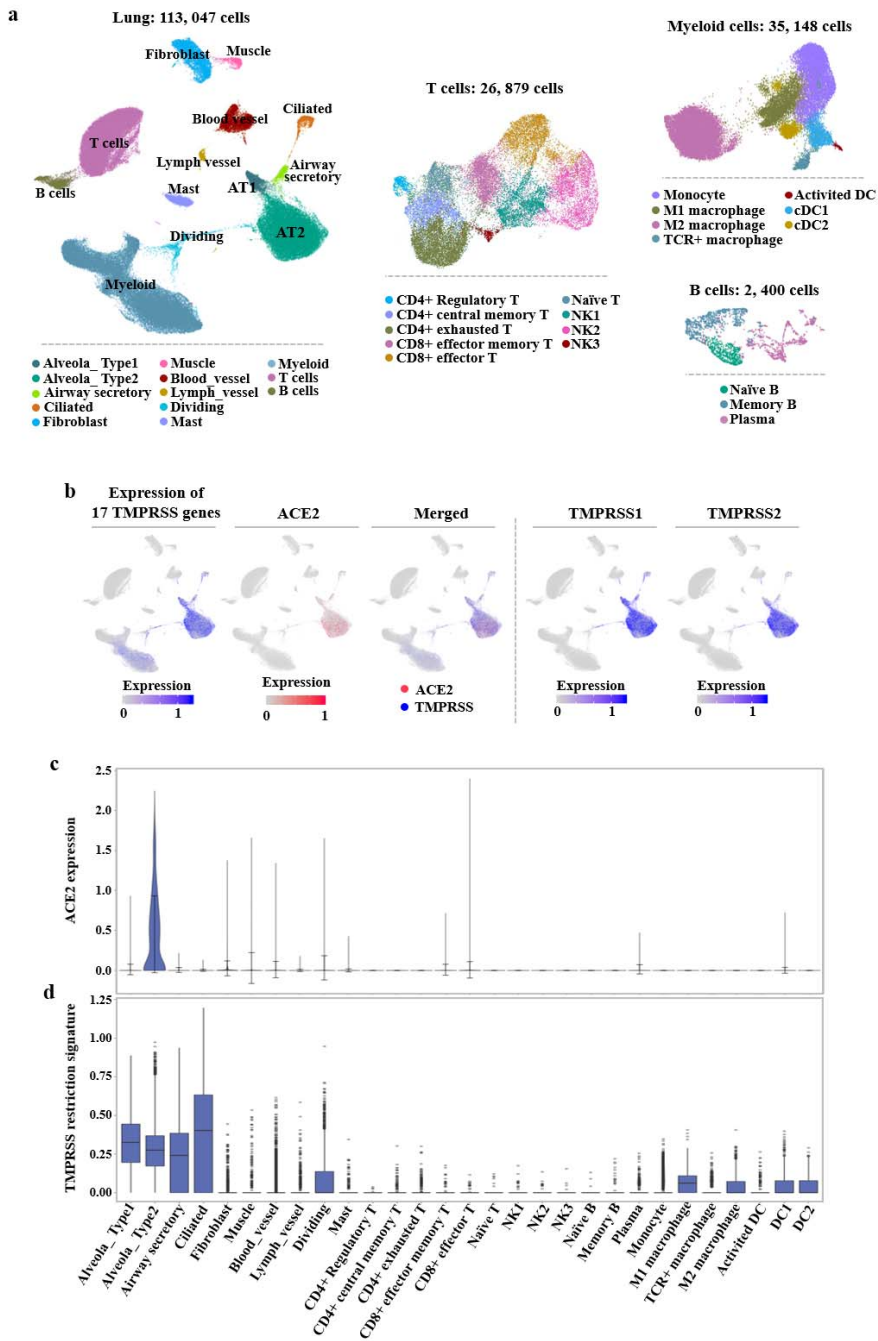 a
Lung: 113, 047 cells
Fibroblast
Muscle
Blood vessel
Ciliated
T cells
Lymph vessel
Airway
secretory
B cells
Mast
AT1
Dividing
AT2
Myeloid
Alveola_ Type1
Alveola_ Type2
Airway secretory
Ciliated
Fibroblast
Muscle
Blood_vessel
Lymph_vessel
Dividing
Mast
Myeloid
T cells
B cells
T cells: 26, 879 cells
CD4+ Regulatory T
CD4+ central memory T
CD4+ exhausted T
CD8+ effector memory T
CD8+ effector T
Naïve T
NK1
NK2
NK3
Myeloid cells: 35, 148 cells
Monocyte
M1 macrophage
M2 macrophage
TCR+ macrophage
Activited DC
cDC1
cDC2
B cells: 2, 400 cells
Naïve B
Memory B
Plasma
b
Expression of
17 TMPRSS genes
ACE2
Merged
TMPRSS1
TMPRSS2
Expression
0 1
Expression
0 1
ACE2
TMPRSS
Expression
0 1
Expression
0 1
c
ACE2 expression
2.5
2.0
1.5
1.0
0.5
0.0
d
TMPRSS restriction signature
1.25
1.00
0.75
0.50
0.25
0.00
Alveola_Type1
Alveola_Type2
Airway secretory
Ciliated
Fibroblast
Muscle
Blood_vessel
Lymph_vessel
Dividing
Mast
CD4+ Regulatory T
CD4+ central memory T
CD4+ exhausted T
CD8+ effector memory T
CD8+ effector T
Naïve T
NK1
NK2
NK3
Naïve B
Memory B
Plasma
Monocyte
M1 macrophage
TCR+ macrophage
M2 macrophage
Activited DC
DC1
DC2